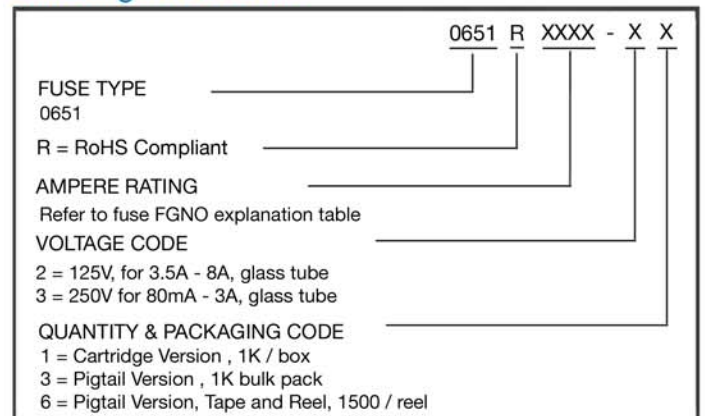 0651 R XXXX - X X
FUSE TYPE
0651
R = RoHS Compliant
AMPERE RATING
Refer to fuse FGNO explanation table
VOLTAGE CODE
2 = 125V, for 3.5A - 8A, glass tube
3 = 250V for 80mA - 3A, glass tube
QUANTITY & PACKAGING CODE
1 = Cartridge Version , 1K / box
3 = Pigtail Version , 1K bulk pack
6 = Pigtail Version, Tape and Reel, 1500 / reel